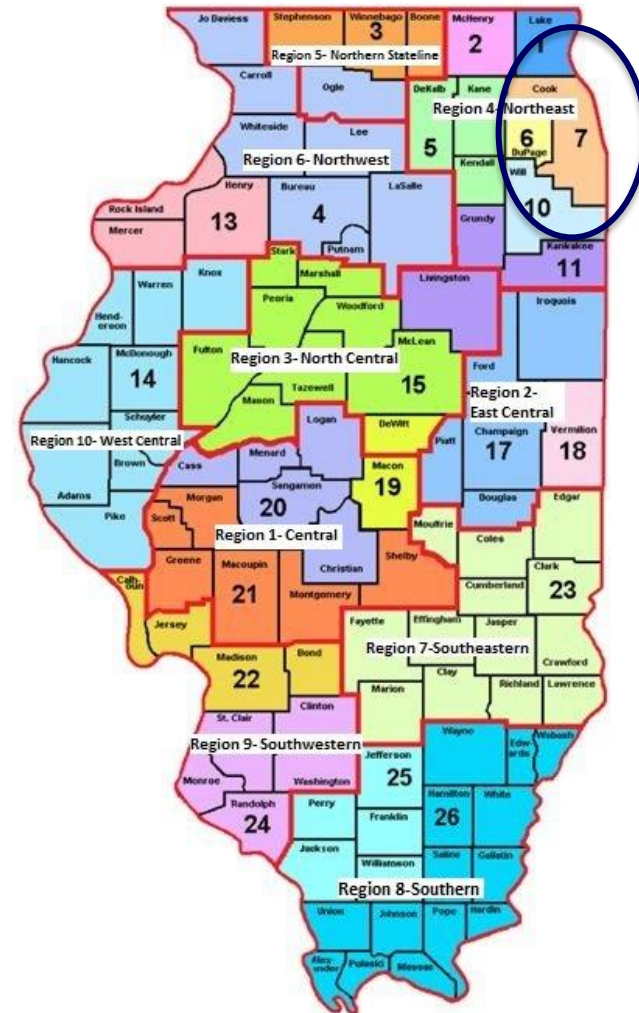 Jo Daviess
Stephenson
Winnebago
Boone
McHenry
Lake
3
2
1
Region 5- Northern Stateline
Carroll
Ogle
DeKalb
Kane
Cook
Region 4- Northeast
Whiteside
Lee
5
6
7
DuPage
Region 6- Northwest
Kendall
Will
Henry
Bureau
LaSalle
10
Rock Island
13
4
Grundy
Mercer
Putnam
Kankakee
Stark
11
Marshall
Knox
Livingston
Warren
Peoria
Woodford
Iroquois
Hend-
erson
McLean
Fulton
Region 3- North Central
Hancock
McDonough
Ford
14
Tazewell
15
Region 2-
East Central
Mason
Schuyler
Logan
DeWitt
Champaign
Vermilion
Region 10- West Central
Menard
Piatt
17
18
Brown
Cass
Macon
Sangamon
19
Adams
Morgan
20
Douglas
Edgar
Pike
Scott
Moultrie
Region 1- Central
Coles
Greene
Macoupin
Christian
Shelby
Clark
Cal-
houn
Cumberland
23
21
Montgomery
Jersey
Fayette
Effingham
Jasper
Madison
Bond
Region 7-Southeastern
Crawford
22
Clay
Clinton
Marion
Richland
Lawrence
St. Clair
Wayne
Wabash
Region 9- Southwestern
Edw-
ards
Jefferson
Monroe
Washington
25
Randolph
Perry
Hamilton
White
24
Franklin
26
Jackson
Saline
Gallatin
Williamson
Region 8-Southern
Union
Johnson
Pope
Hardin
Alex-
ander
Pulaski
Massac